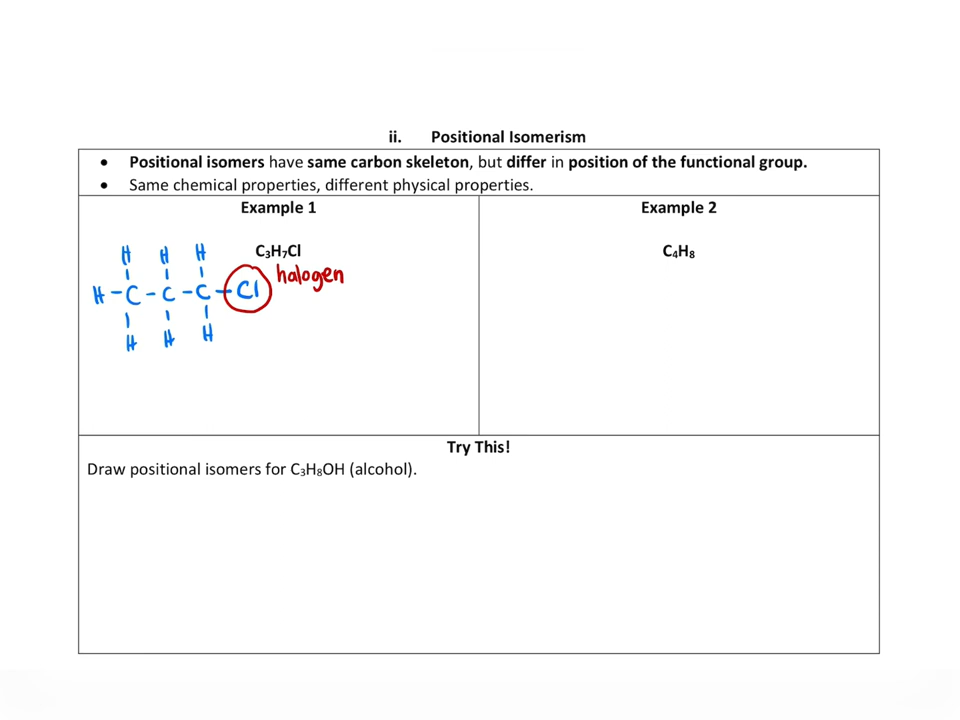 ii. Positional Isomerism
• Positional isomers have same carbon skeleton, but differ in position of the functional group.
• Same chemical properties, different physical properties.
Example 1
C₃H₇Cl
H H H
halogen
H - C - C - C - Cl
H H H
Example 2
C₄H₈
Try This!
Draw positional isomers for C₃H₈OH (alcohol).